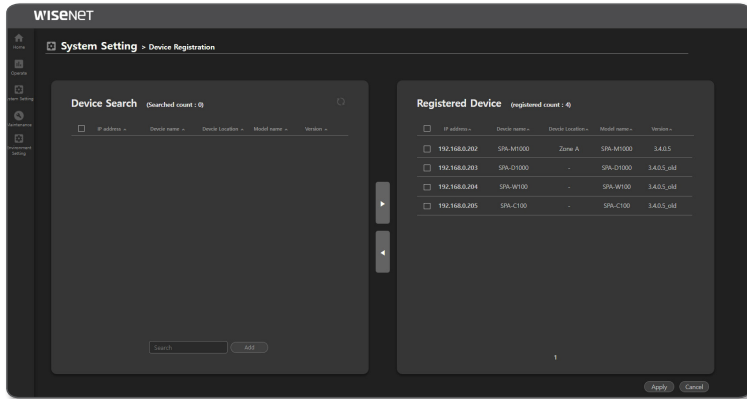 WISENET
Home
Operate
System Setting
Maintenance
Environment
Setting
System Setting > Device Registration
Device Search (Searched count : 0)
IP address Device name Device Location Model name Version
Search Add
Registered Device (registered count : 4)
IP address Device name Device Location Model name Version
192.168.0.202 SPA-M1000 Zone A SPA-M1000 3.4.0.5
192.168.0.203 SPA-D1000 - SPA-D1000 3.4.0.5_old
192.168.0.204 SPA-W100 - SPA-W100 3.4.0.5_old
192.168.0.205 SPA-C100 - SPA-C100 3.4.0.5_old
1
Apply Cancel